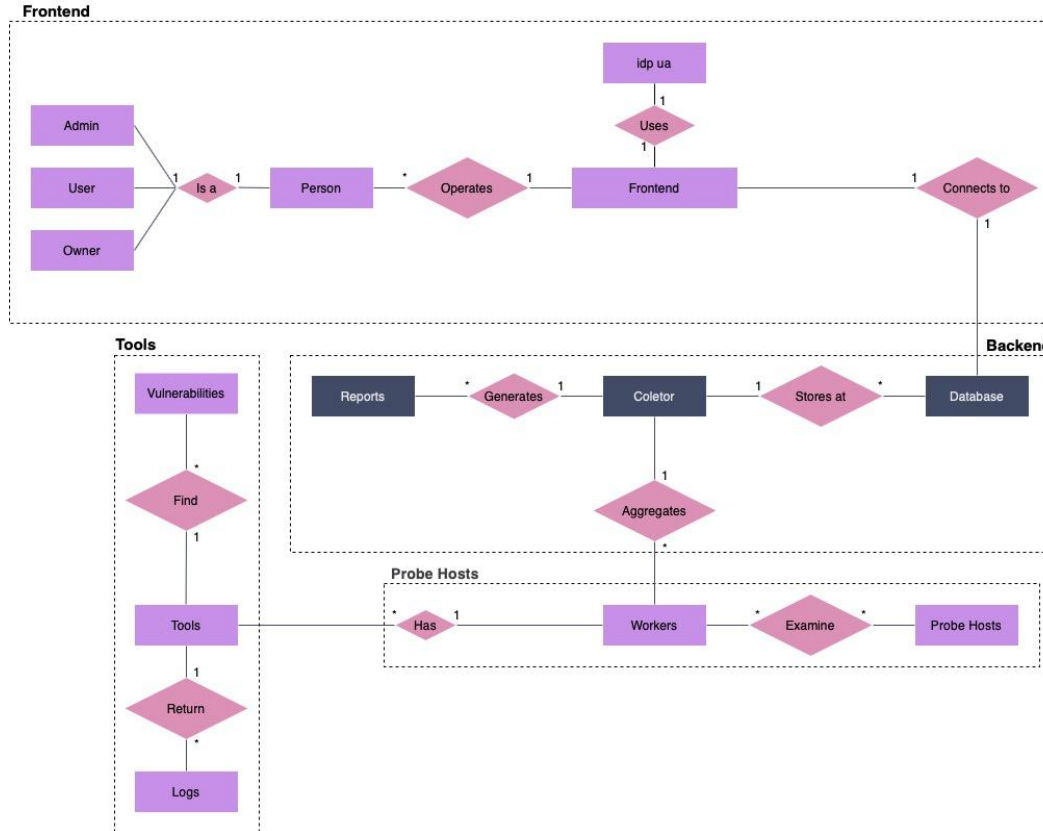 Frontend
idp ua
1
Uses
1
Admin
User
Owner
1
Is a
1
Person
*
Operates
1
Frontend
1
Connects to
1
Tools
Vulnerabilities
*
Find
1
Tools
1
Return
*
Logs
Backend
Reports
*
Generates
1
Coletor
1
Stores at
*
Database
1
Aggregates
*
Probe Hosts
*
Has
1
Workers
*
Examine
*
Probe Hosts